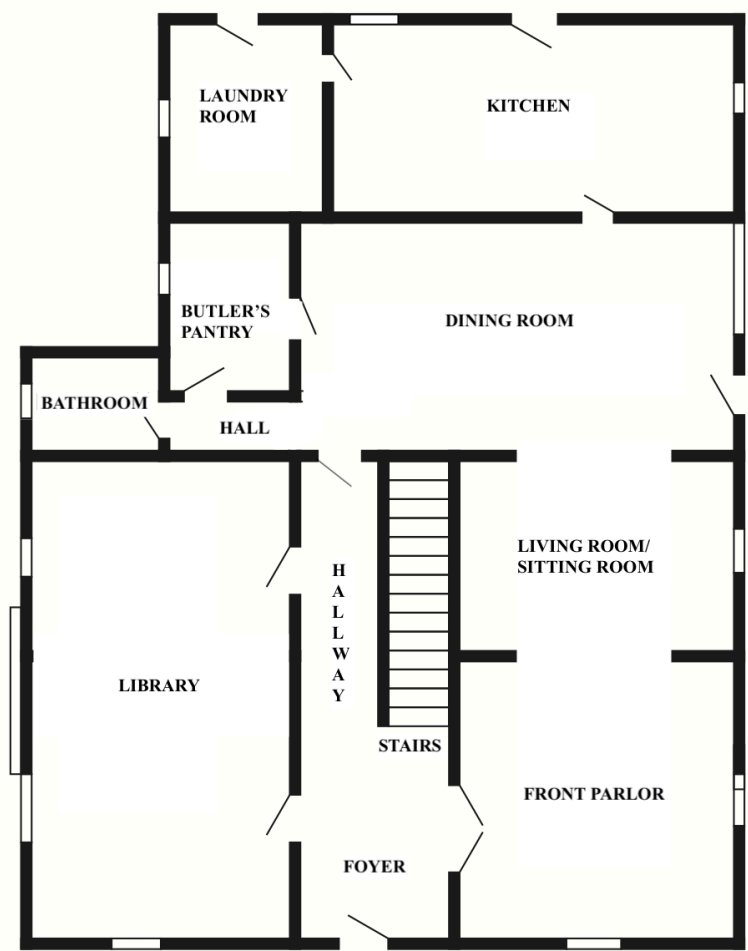 LAUNDRY
ROOM
KITCHEN
BUTLER'S
PANTRY
DINING ROOM
BATHROOM
HALL
LIVING ROOM/
SITTING ROOM
H
A
L
L
W
A
Y
LIBRARY
STAIRS
FRONT PARLOR
FOYER